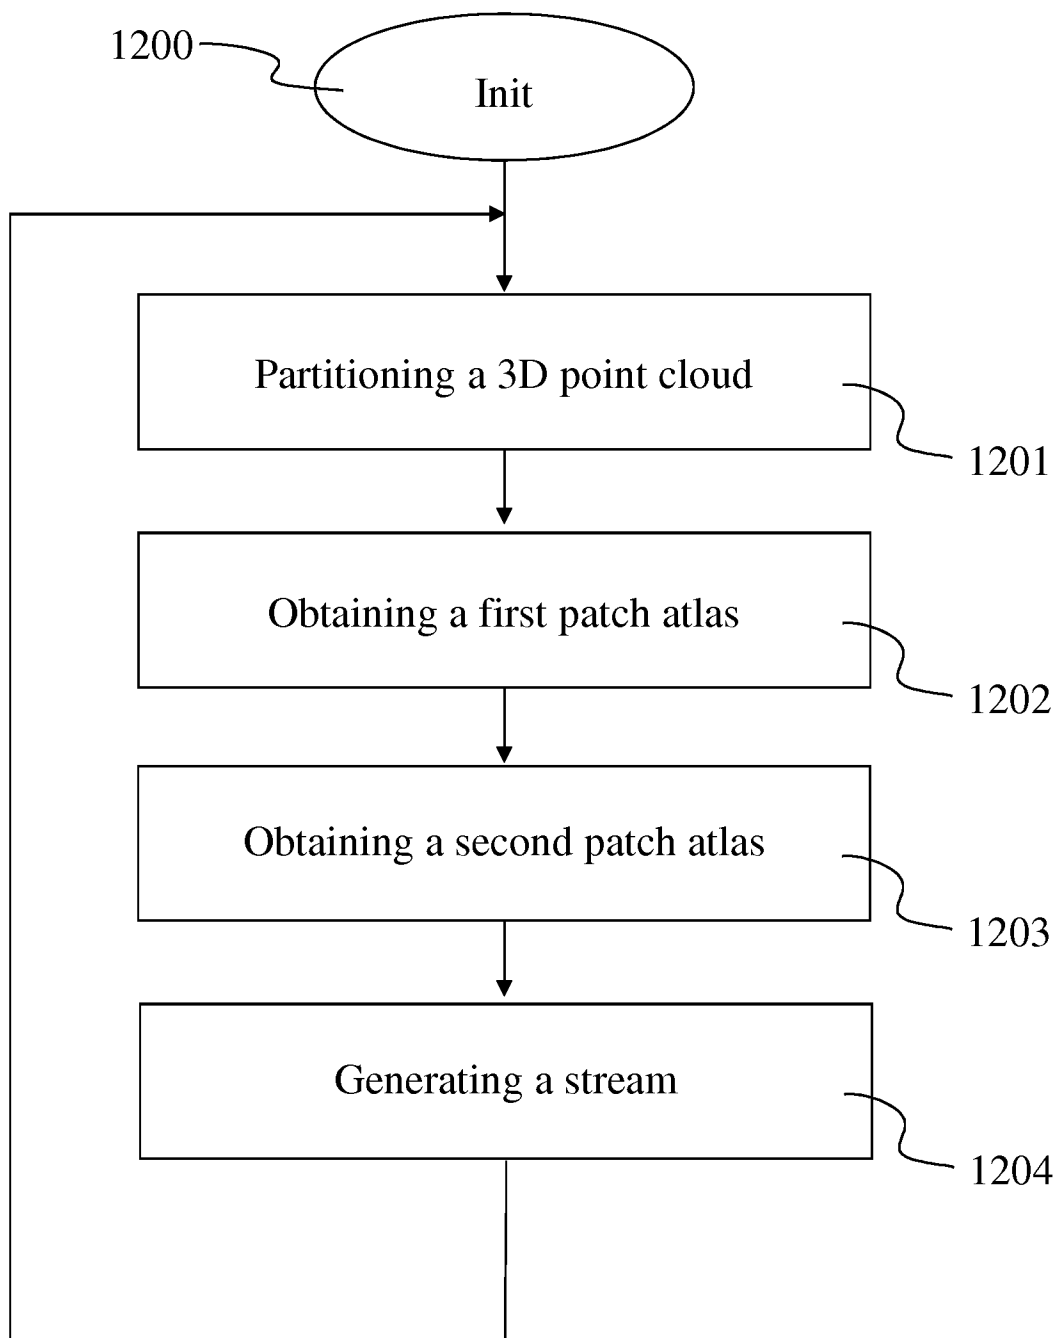 1200
Init
Partitioning a 3D point cloud
1201
Obtaining a first patch atlas
1202
Obtaining a second patch atlas
1203
Generating a stream
1204